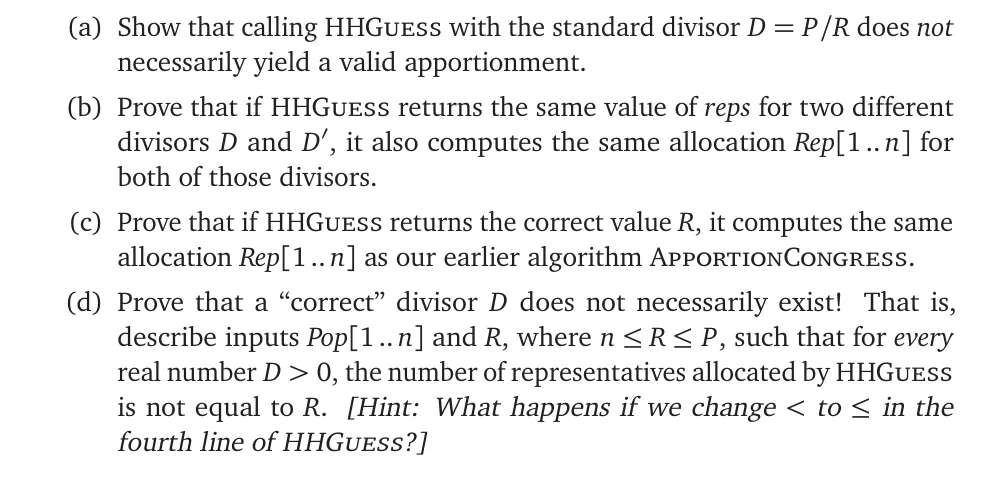 (a) Show that calling HHGUESS with the standard divisor D = P/R does not
necessarily yield a valid apportionment.
(b) Prove that if HHGUESS returns the same value of reps for two different
divisors D and D′, it also computes the same allocation Rep[1 .. n] for
both of those divisors.
(c) Prove that if HHGUESS returns the correct value R, it computes the same
allocation Rep[1 .. n] as our earlier algorithm APPORTIONCONGRESS.
(d) Prove that a “correct” divisor D does not necessarily exist! That is,
describe inputs Pop[1 .. n] and R, where n ≤ R ≤ P, such that for every
real number D > 0, the number of representatives allocated by HHGUESS
is not equal to R. [Hint: What happens if we change < to ≤ in the
fourth line of HHGUESS?]